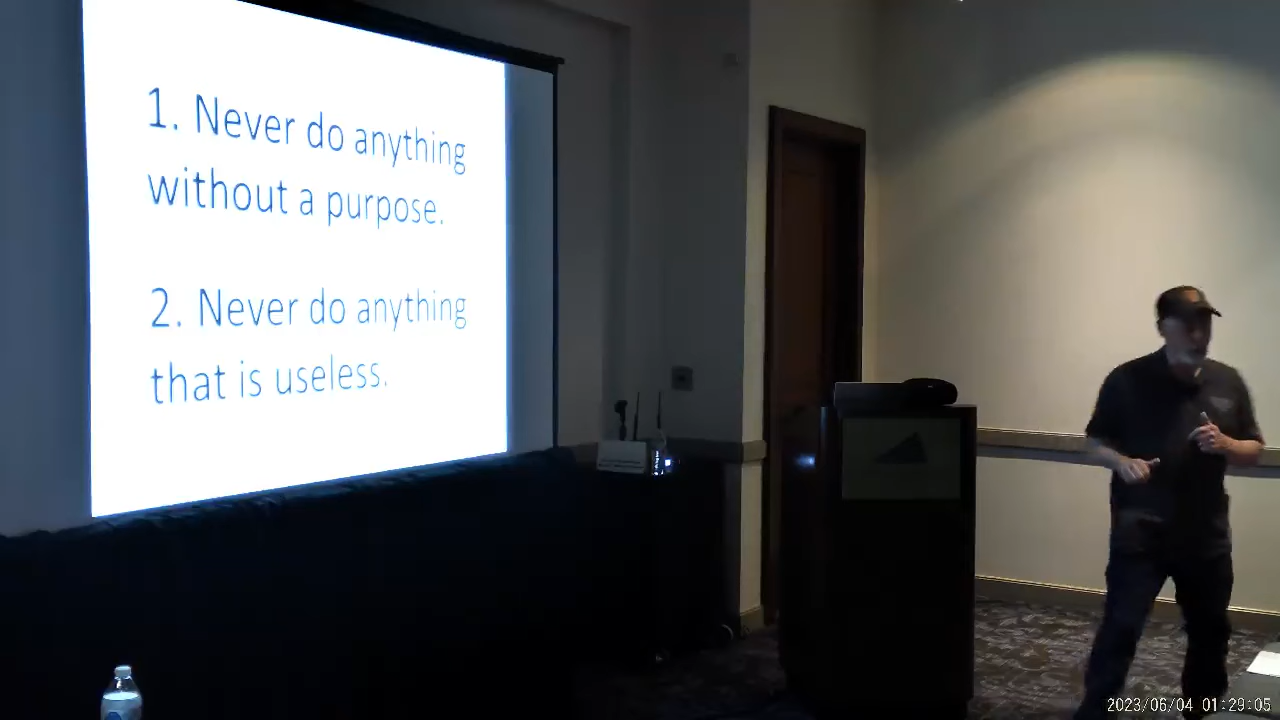 1. Never do anything
without a purpose.
2. Never do anything
that is useless.
2023/06/04 01:29:05